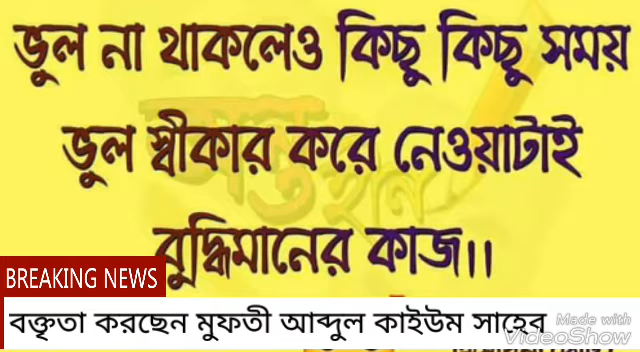 ভুল না থাকলেও কিছু কিছু সময়
ভুল স্বীকার করে নেওয়াটাই
বুদ্ধিমানের কাজ।।
BREAKING NEWS
বক্তৃতা করছেন মুফতী আব্দুল কাইউম সাহেব
Made with
VideoShow